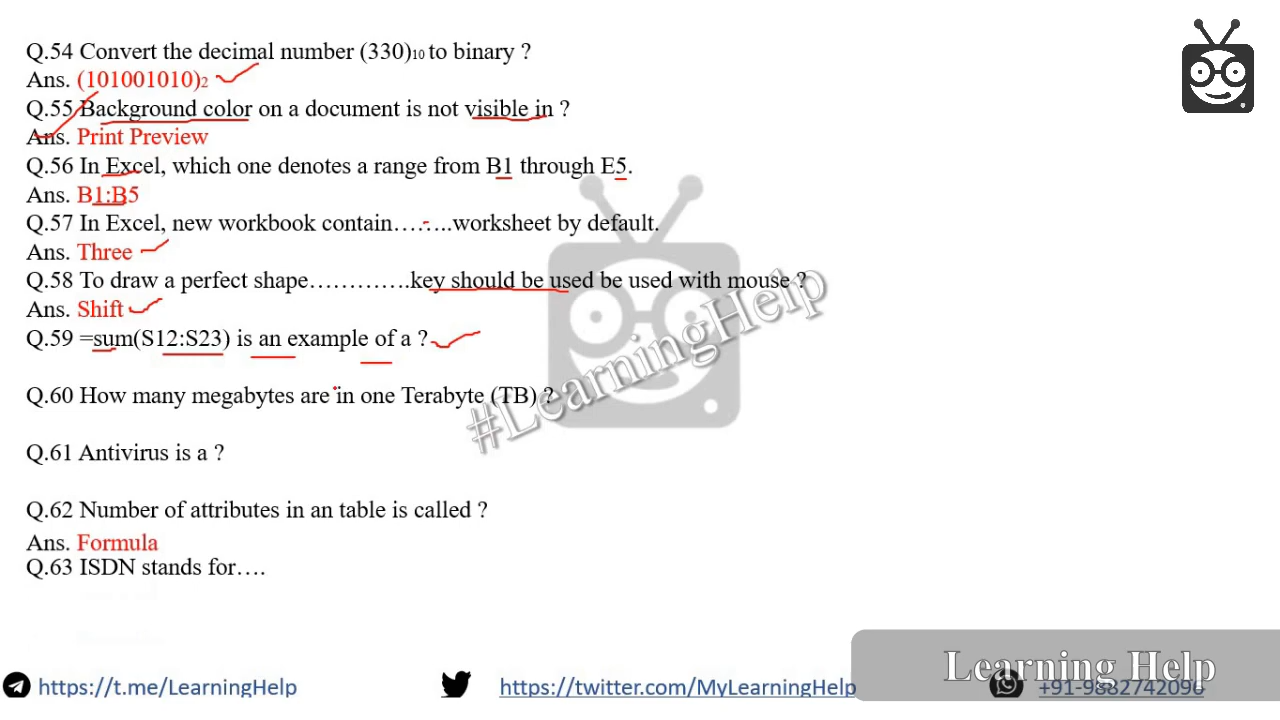 Q.54 Convert the decimal number (330)₁₀ to binary ?
Ans. (101001010)₂
Q.55 Background color on a document is not visible in ?
Ans. Print Preview
Q.56 In Excel, which one denotes a range from B1 through E5.
Ans. B1:B5
Q.57 In Excel, new workbook contain……..worksheet by default.
Ans. Three
Q.58 To draw a perfect shape………….key should be used be used with mouse ?
Ans. Shift
Q.59 =sum(S12:S23) is an example of a ?
Q.60 How many megabytes are in one Terabyte (TB) ?
#LearningHelp
Q.61 Antivirus is a ?
Q.62 Number of attributes in an table is called ?
Ans. Formula
Q.63 ISDN stands for….
https://t.me/LearningHelp
https://twitter.com/MyLearningHelp
Learning Help
+91-9882742096